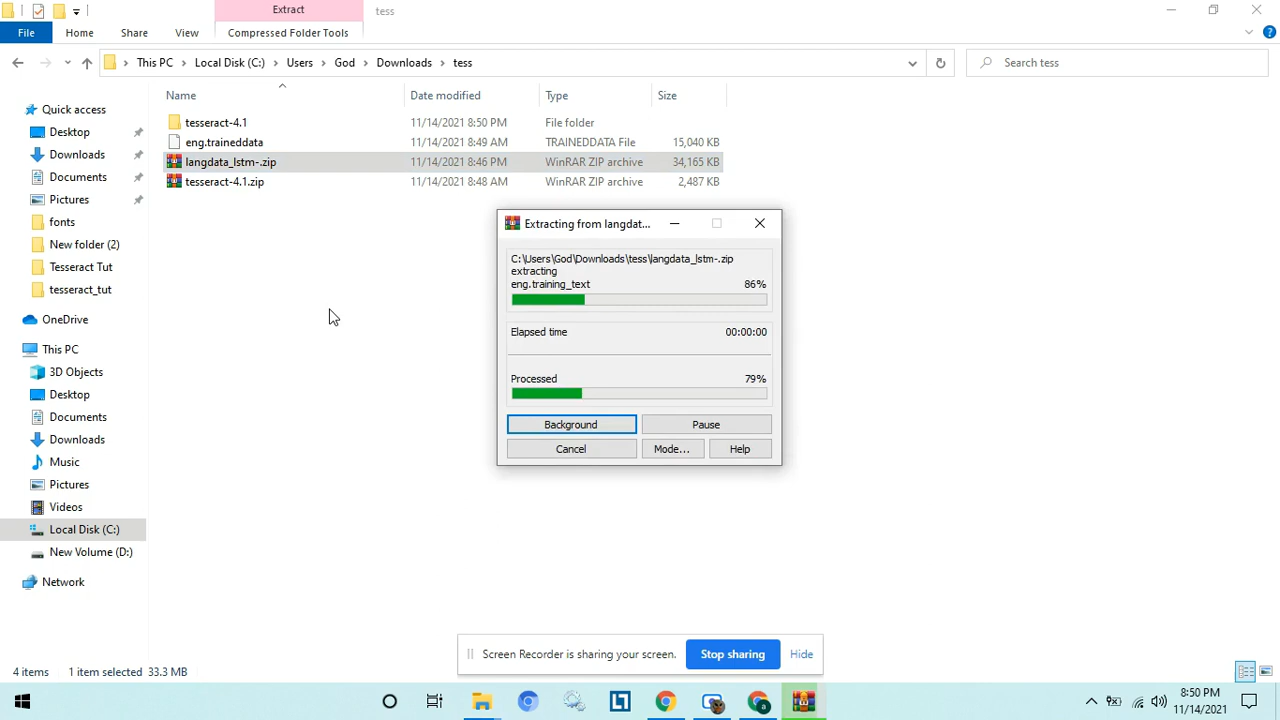 Extract
tess
File
Home
Share
View
Compressed Folder Tools
This PC
Local Disk (C:)
Users
God
Downloads
tess
Search tess
Name
Date modified
Type
Size
tesseract-4.1
11/14/2021 8:50 PM
File folder
eng.traineddata
11/14/2021 8:49 AM
TRAINEDDATA File
15,040 KB
langdata_lstm-.zip
11/14/2021 8:46 PM
WinRAR ZIP archive
34,165 KB
tesseract-4.1.zip
11/14/2021 8:48 AM
WinRAR ZIP archive
2,487 KB
Quick access
Desktop
Downloads
Documents
Pictures
fonts
New folder (2)
Tesseract Tut
tesseract_tut
OneDrive
This PC
3D Objects
Desktop
Documents
Downloads
Music
Pictures
Videos
Local Disk (C:)
New Volume (D:)
Network
Extracting from langdat...
C:\Users\God\Downloads\tess\langdata_lstm-.zip
extracting
eng.training_text
86%
Elapsed time
00:00:00
Processed
79%
Background
Pause
Cancel
Mode...
Help
Screen Recorder is sharing your screen.
Stop sharing
Hide
4 items
1 item selected 33.3 MB
8:50 PM
11/14/2021